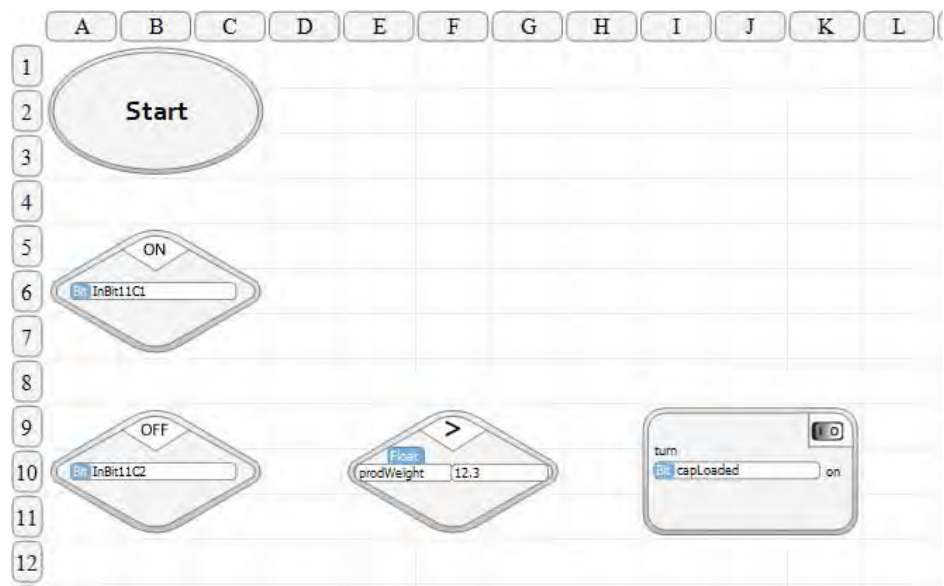 A B C D E F G H I J K L
1
2
Start
3
4
5
ON
6
Bit InBit11C1
7
8
9
OFF
>
I O
turn
Float
10
Bit InBit11C2
prodWeight 12.3
Bit capLoaded on
11
12